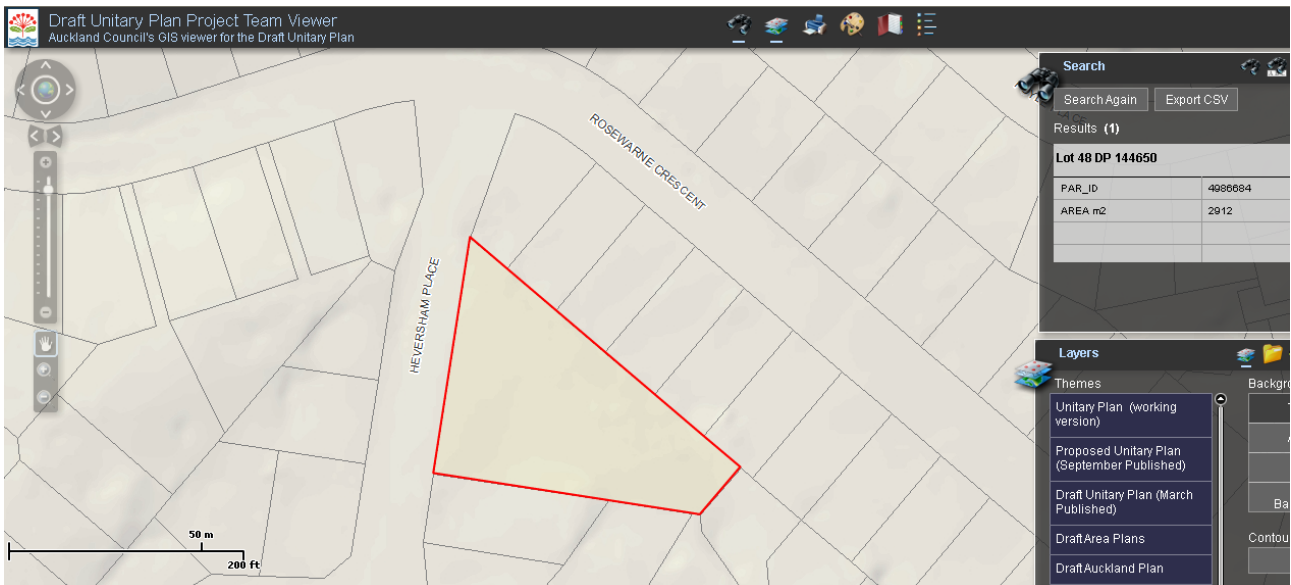 Draft Unitary Plan Project Team Viewer
Auckland Council's GIS viewer for the Draft Unitary Plan
ROSEWARNE CREsCENT
HEVERSHAM PLACE
50 m
200 ft
Search
Search Again
Export CSV
Results (1)
Lot 48 DP 144650
PAR_ID 4986684
AREA m2 2912
Layers
Themes
Backgro
Unitary Plan (working
version)
Proposed Unitary Plan
(September Published)
Draft Unitary Plan (March
Published)
Ba
Draft Area Plans
Contou
Draft Auckland Plan